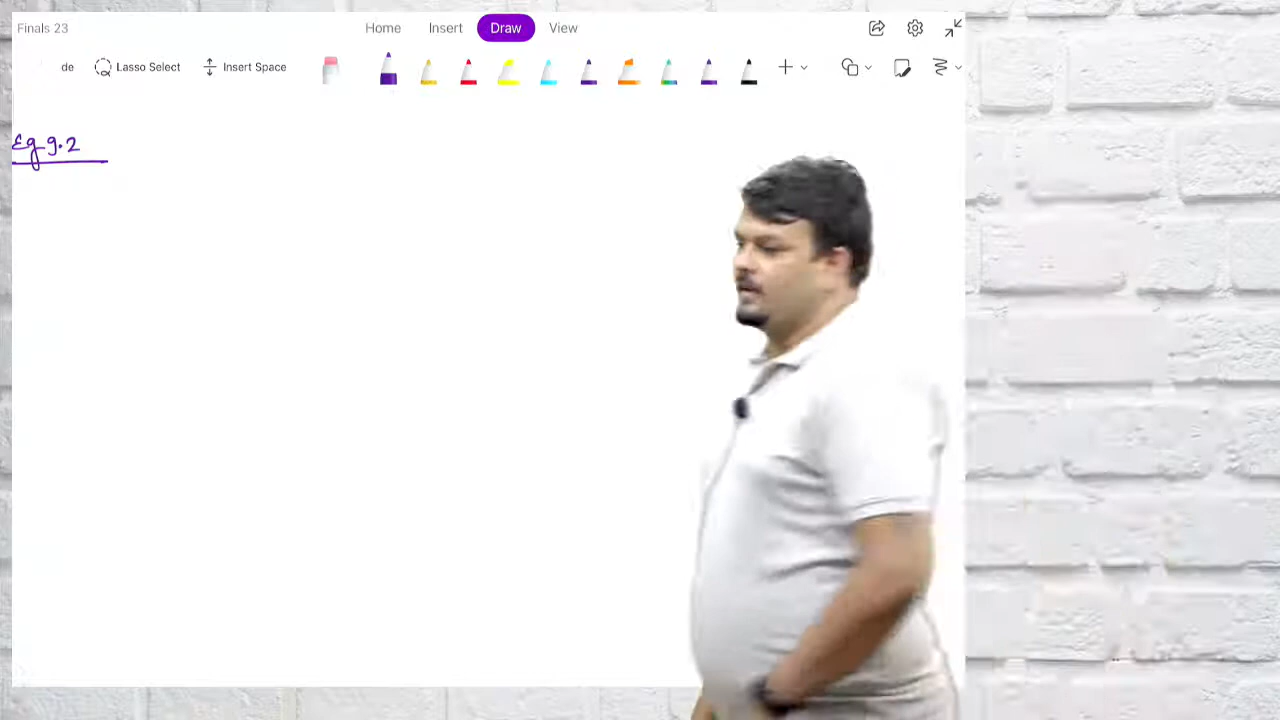 Finals 23
Home Insert Draw View
de Lasso Select Insert Space
Eg 9.2